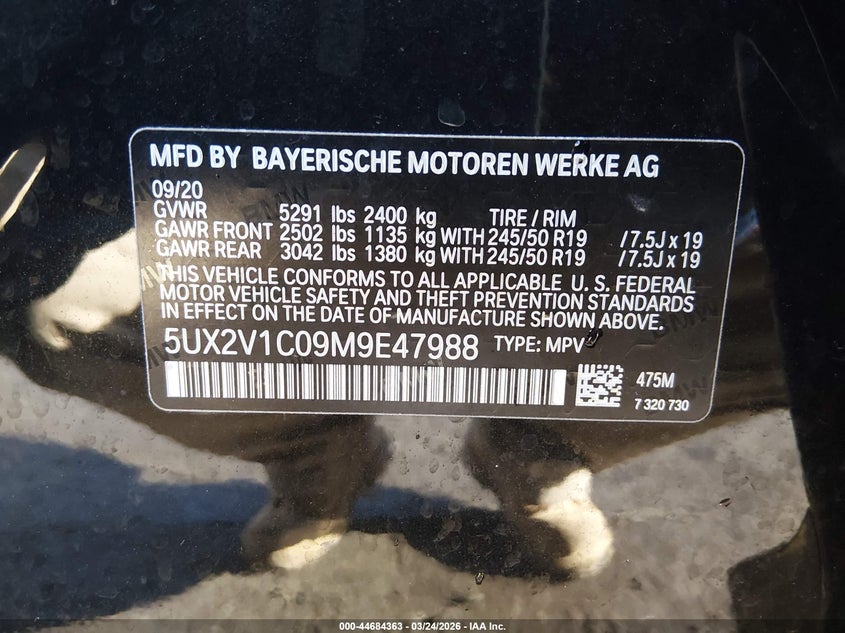 MFD BY BAYERISCHE MOTOREN WERKE AG
09/20
GVWR 5291 lbs 2400 kg TIRE / RIM
GAWR FRONT 2502 lbs 1135 kg WITH 245/50 R19 / 7.5J x 19
GAWR REAR 3042 lbs 1380 kg WITH 245/50 R19 / 7.5J x 19
THIS VEHICLE CONFORMS TO ALL APPLICABLE U. S. FEDERAL
MOTOR VEHICLE SAFETY AND THEFT PREVENTION STANDARDS
IN EFFECT ON THE DATE OF MANUFACTURE SHOWN ABOVE.
5UX2V1C09M9E47988 TYPE: MPV
475M
7 320 730
000-44684363 - 03/24/2026 - IAA Inc.